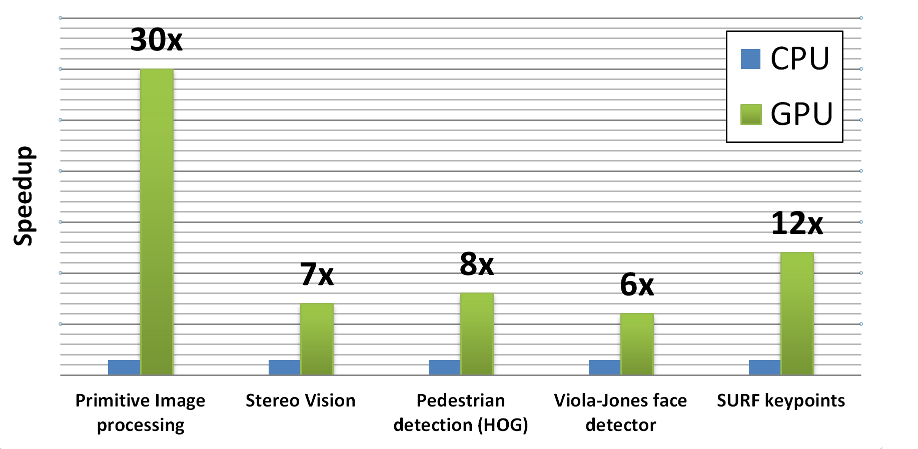 30x
CPU
GPU
Speedup
7x
8x
6x
12x
Primitive Image
processing
Stereo Vision
Pedestrian
detection (HOG)
Viola-Jones face
detector
SURF keypoints